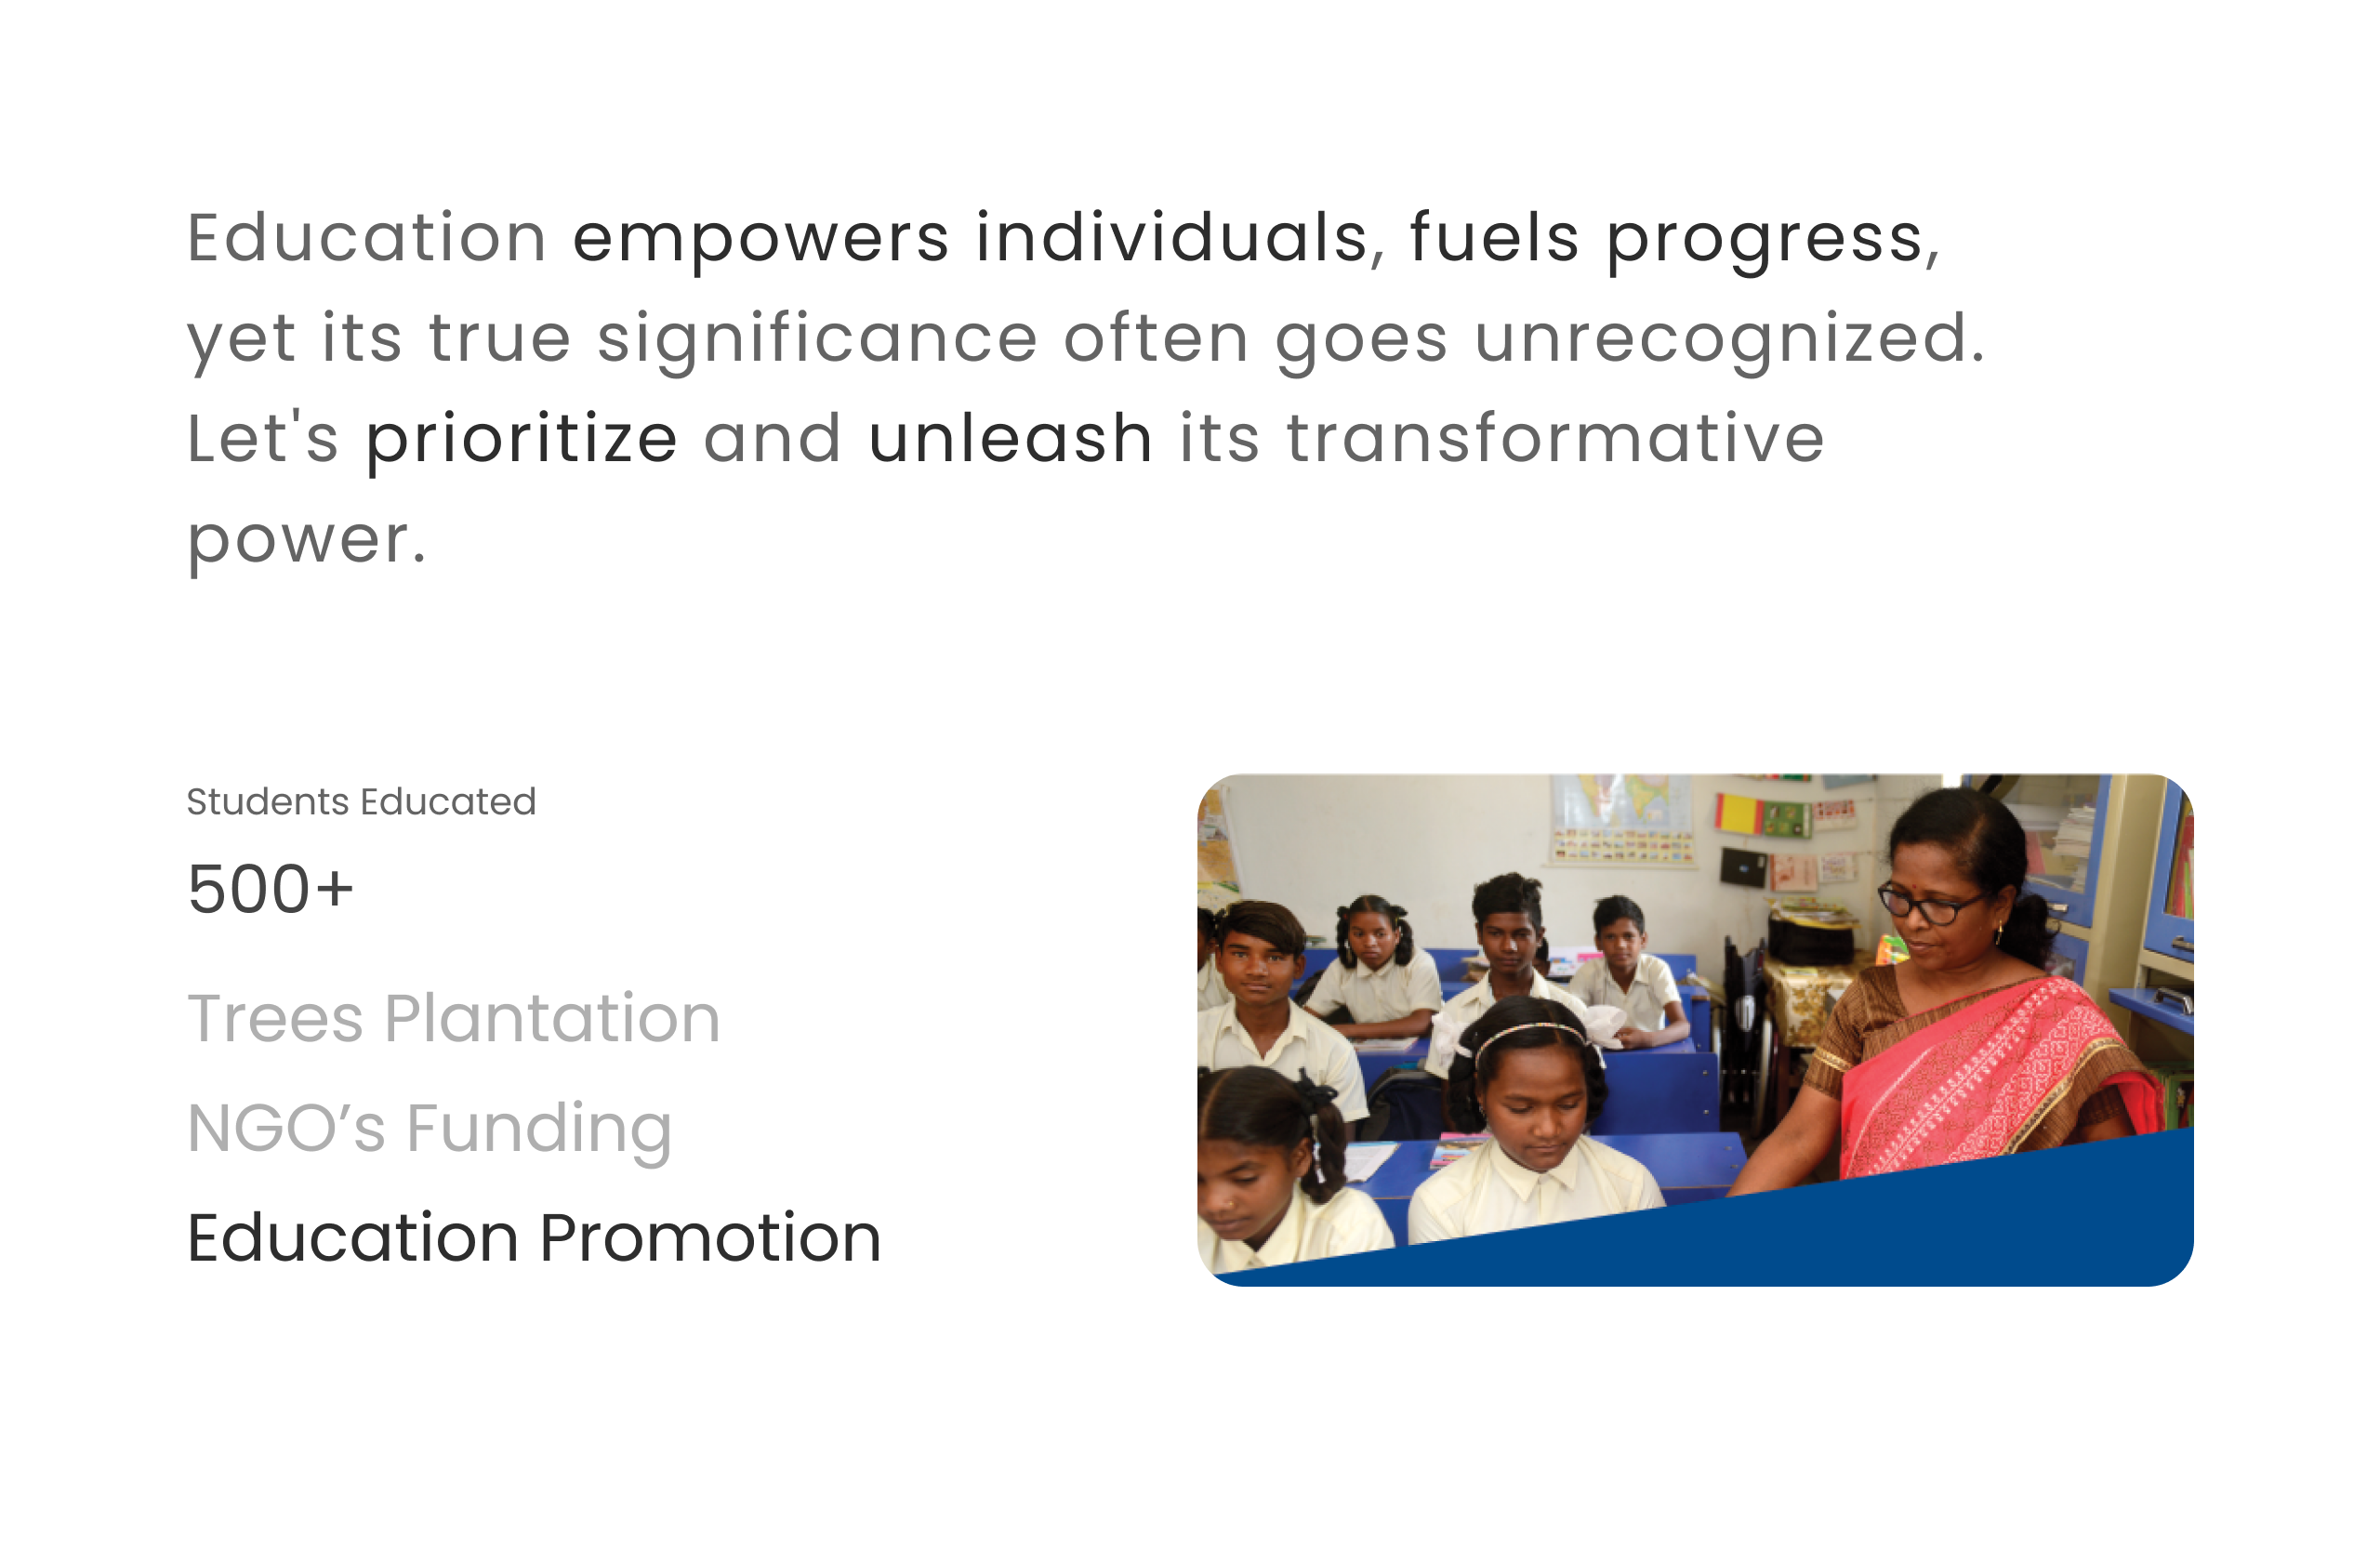 Education empowers individuals, fuels progress,
yet its true significance often goes unrecognized.
Let's prioritize and unleash its transformative
power.
Students Educated
500+
Trees Plantation
NGO’s Funding
Education Promotion